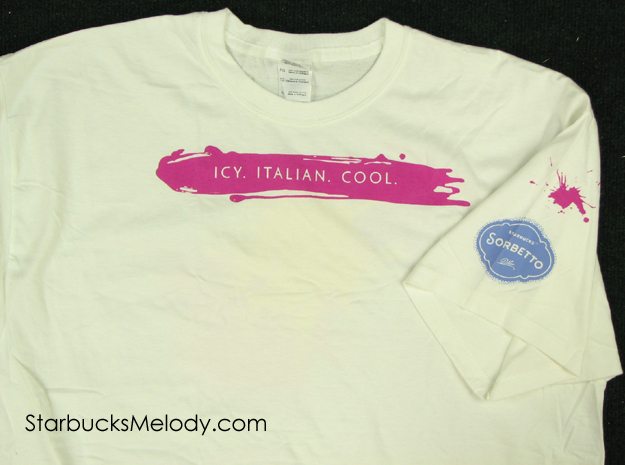 ICY. ITALIAN. COOL.
STARBUCKS
SORBETTO
StarbucksMelody.com